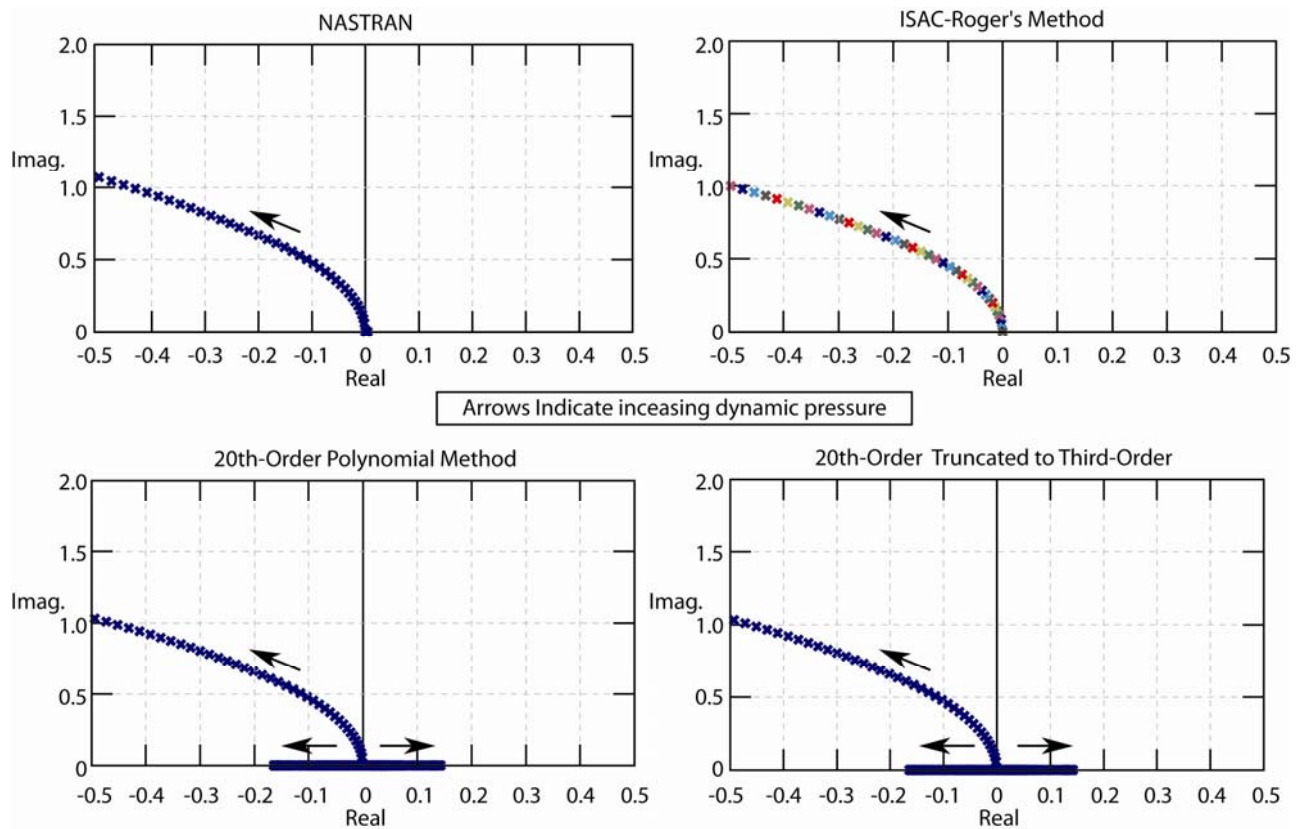 NASTRAN
2.0
1.5
Imag.
1.0
0.5
0
-0.5 -0.4 -0.3 -0.2 -0.1 0 0.1 0.2 0.3 0.4 0.5
Real
ISAC-Roger's Method
2.0
1.5
Imag.
1.0
0.5
0
-0.5 -0.4 -0.3 -0.2 -0.1 0 0.1 0.2 0.3 0.4 0.5
Real
Arrows Indicate inceasing dynamic pressure
20th-Order Polynomial Method
2.0
1.5
Imag.
1.0
0.5
0
-0.5 -0.4 -0.3 -0.2 -0.1 0 0.1 0.2 0.3 0.4 0.5
Real
20th-Order Truncated to Third-Order
2.0
1.5
Imag.
1.0
0.5
0
-0.5 -0.4 -0.3 -0.2 -0.1 0 0.1 0.2 0.3 0.4 0.5
Real